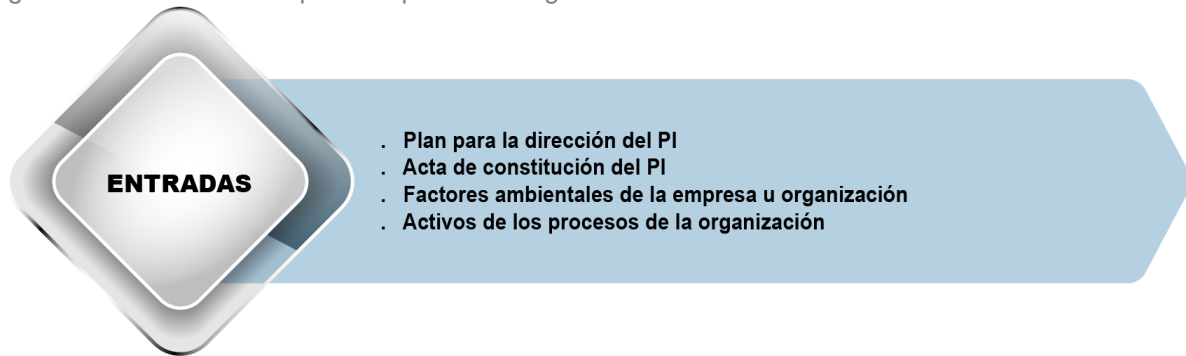 ENTRADAS
. Plan para la dirección del PI
. Acta de constitución del PI
. Factores ambientales de la empresa u organización
. Activos de los procesos de la organización